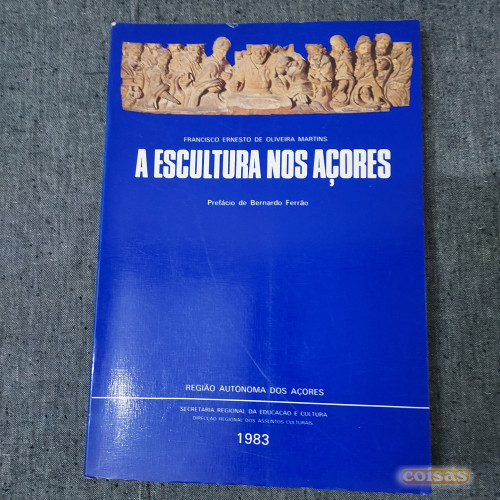 FRANCISCO ERNESTO DE OLIVEIRA MARTINS
A ESCULTURA NOS AÇORES
Prefácio de Bernardo Ferrão
REGIÃO AUTONOMA DOS AÇORES
SECRETARIA REGIONAL DA EDUCAÇÃO E CULTURA
DIRECÇÃO REGIONAL DOS ASSUNTOS CULTURAIS
1983
coisas